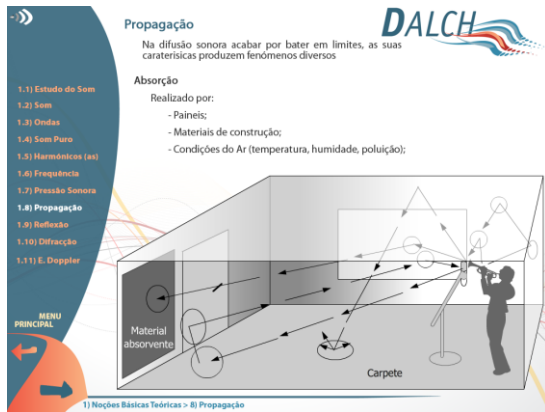 Propagação
DALCH
Na difusão sonora acabar por bater em limites, as suas
caraterísicas produzem fenómenos diversos
Absorção
Realizado por:
- Paineis;
- Materiais de construção;
- Condições do Ar (temperatura, humidade, poluição);
1.1) Estudo do Som
1.2) Som
1.3) Ondas
1.4) Som Puro
1.5) Harmónicos (as)
1.6) Frequência
1.7) Pressão Sonora
1.8) Propagação
1.9) Reflexão
1.10) Difracção
1.11) E. Doppler
MENU
PRINCIPAL
Material
absorvente
Carpete
1) Noções Básicas Teóricas > 8) Propagação